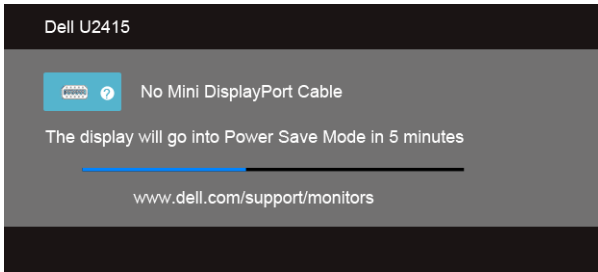 Dell U2415
? No Mini DisplayPort Cable
The display will go into Power Save Mode in 5 minutes
www.dell.com/support/monitors